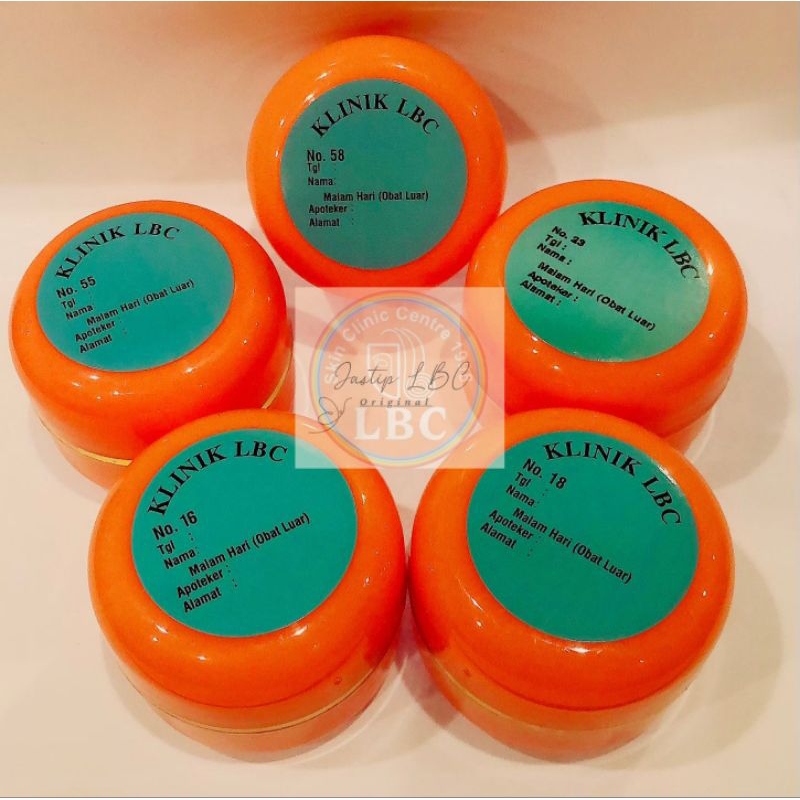 KLINIK LBC
No. 58
Tgl :
Nama:
Malam Hari (Obat Luar)
Apoteker :
Alamat :
KLINIK LBC
No. 55
Tgl :
Nama:
Malam Hari (Obat Luar)
Apoteker :
Alamat :
KLINIK LBC
No. 23
Tgl :
Nama :
Malam Hari (Obat Luar)
Apoteker :
Alamat :
Skin Clinic Centre
Jastip LBC
Original
LBC
KLINIK LBC
No. 16
Tgl :
Nama:
Malam Hari (Obat Luar)
Apoteker :
Alamat :
KLINIK LBC
No. 18
Tgl :
Nama:
Malam Hari (Obat Luar)
Apoteker :
Alamat :